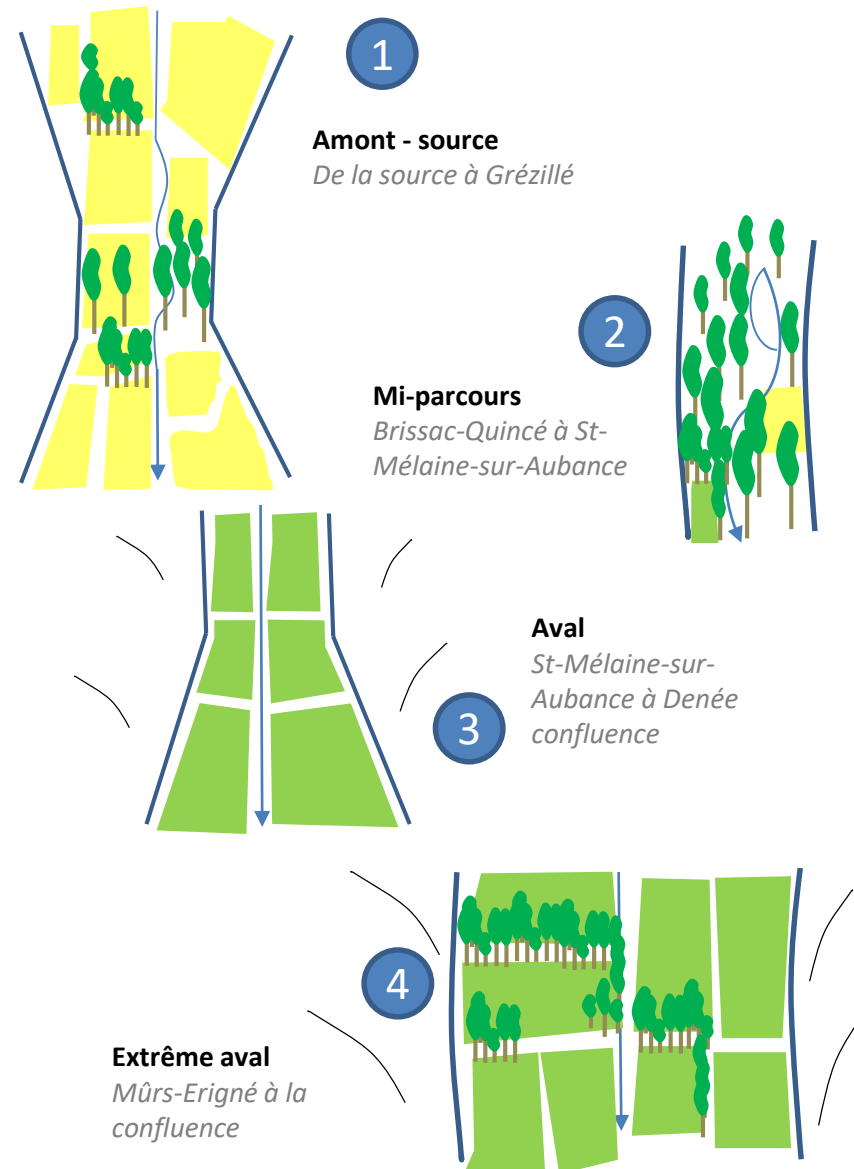 1
Amont - source
De la source à Grézillé
2
Mi-parcours
Brissac-Quincé à St-
Mélaine-sur-Aubance
Aval
St-Mélaine-sur-
Aubance à Denée
confluence
3
4
Extrême aval
Mûrs-Erigné à la
confluence